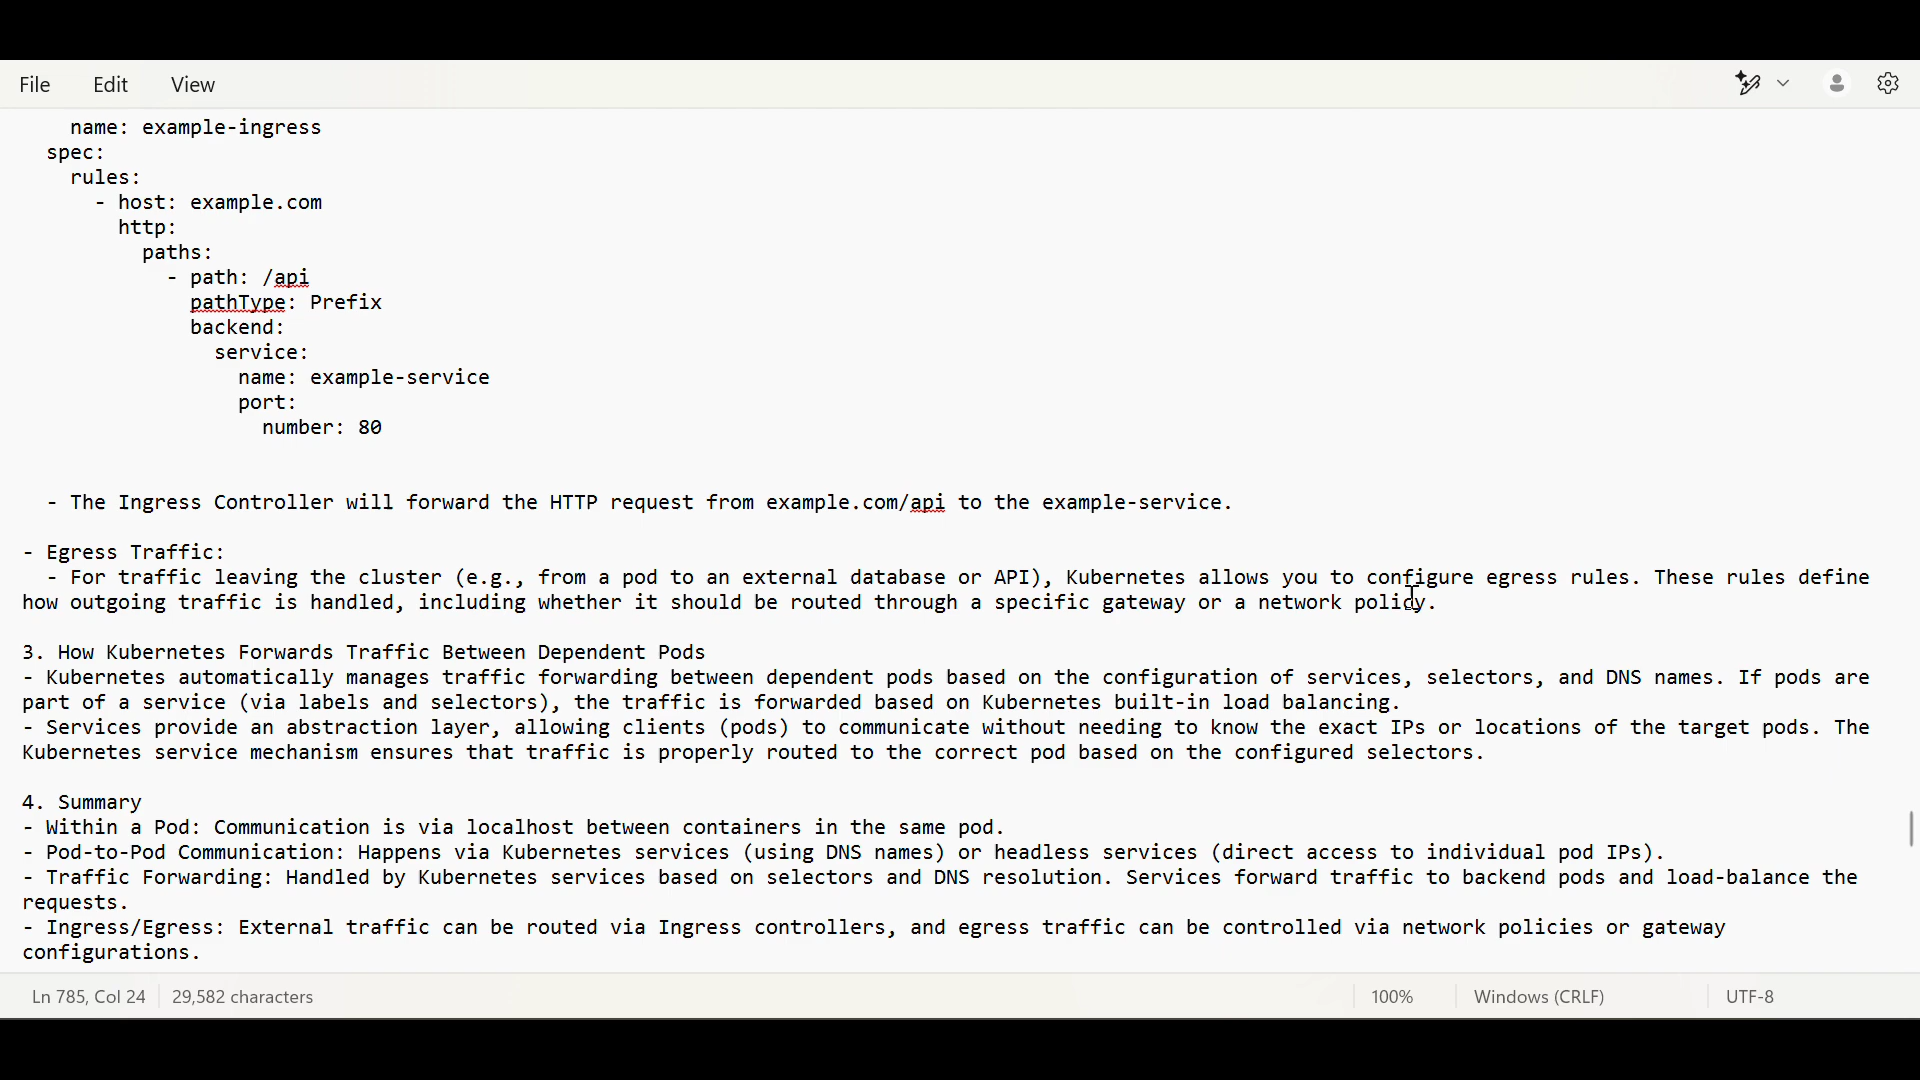 File Edit View
name: example-ingress
spec:
rules:
- host: example.com
http:
paths:
- path: /api
pathType: Prefix
backend:
service:
name: example-service
port:
number: 80
- The Ingress Controller will forward the HTTP request from example.com/api to the example-service.
- Egress Traffic:
- For traffic leaving the cluster (e.g., from a pod to an external database or API), Kubernetes allows you to configure egress rules. These rules define
how outgoing traffic is handled, including whether it should be routed through a specific gateway or a network policy.
3. How Kubernetes Forwards Traffic Between Dependent Pods
- Kubernetes automatically manages traffic forwarding between dependent pods based on the configuration of services, selectors, and DNS names. If pods are
part of a service (via labels and selectors), the traffic is forwarded based on Kubernetes built-in load balancing.
- Services provide an abstraction layer, allowing clients (pods) to communicate without needing to know the exact IPs or locations of the target pods. The
Kubernetes service mechanism ensures that traffic is properly routed to the correct pod based on the configured selectors.
4. Summary
- Within a Pod: Communication is via localhost between containers in the same pod.
- Pod-to-Pod Communication: Happens via Kubernetes services (using DNS names) or headless services (direct access to individual pod IPs).
- Traffic Forwarding: Handled by Kubernetes services based on selectors and DNS resolution. Services forward traffic to backend pods and load-balance the
requests.
- Ingress/Egress: External traffic can be routed via Ingress controllers, and egress traffic can be controlled via network policies or gateway
configurations.
Ln 785, Col 24 29,582 characters 100% Windows (CRLF) UTF-8